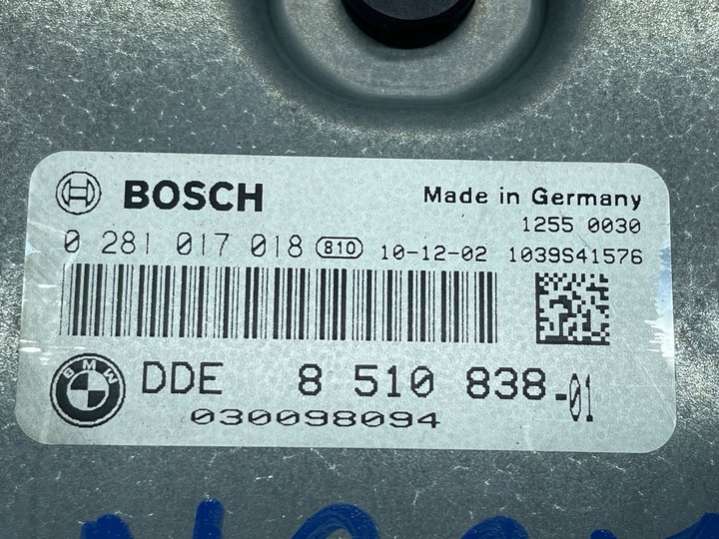 BOSCH
Made in Germany
1255 0030
0 281 017 018 810 10-12-02 1039S41576
BMW
DDE 8 510 838-01
030098094